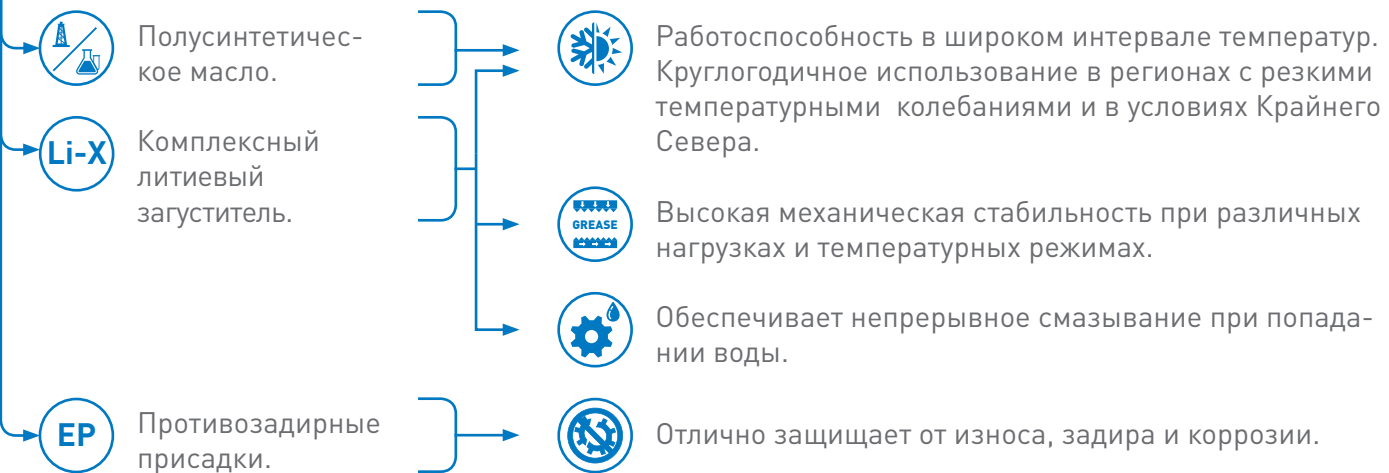 Полусинтетичес-
кое масло.
Работоспособность в широком интервале температур.
Круглогодичное использование в регионах с резкими
температурными колебаниями и в условиях Крайнего
Севера.
Li-X
Комплексный
литиевый
загуститель.
GREASE
Высокая механическая стабильность при различных
нагрузках и температурных режимах.
Обеспечивает непрерывное смазывание при попада-
нии воды.
EP
Противозадирные
присадки.
Отлично защищает от износа, задира и коррозии.